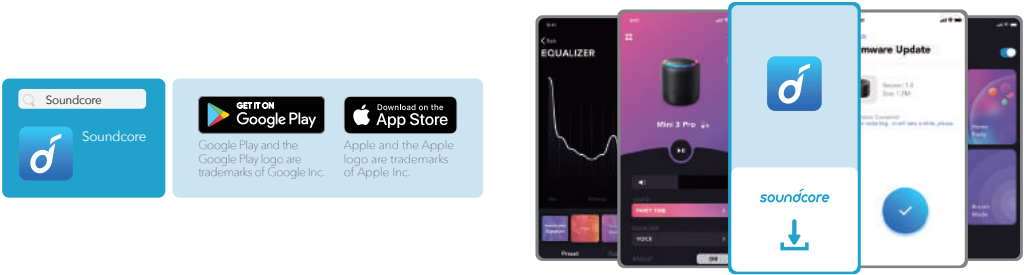 Soundcore
Soundcore
GET IT ON
Google Play
Google Play and the
Google Play logo are
trademarks of Google Inc.
Download on the
App Store
Apple and the Apple
logo are trademarks
of Apple Inc.
Back
EQUALIZER
Preset
Mini 3 Pro
PARTY TIME
VOICE
soundcore
mware Update